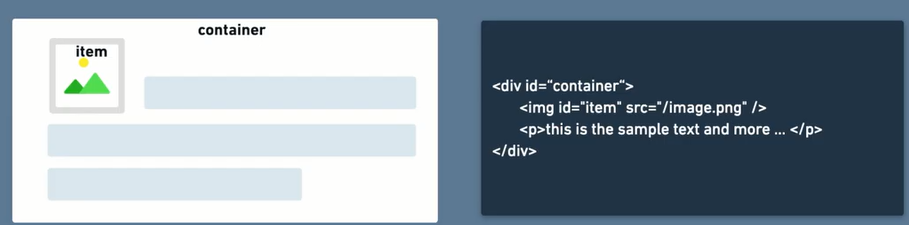 container
item
<div id=“container“>
<img id="item" src="/image.png" />
<p>this is the sample text and more ... </p>
</div>